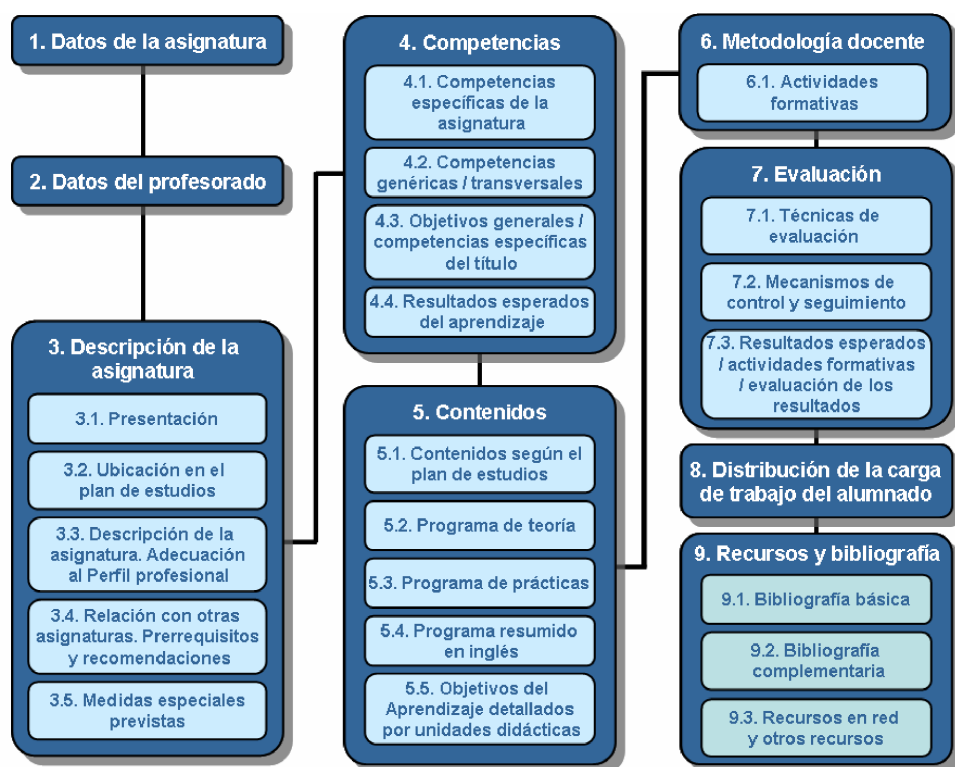 1. Datos de la asignatura
2. Datos del profesorado
3. Descripción de la
asignatura
3.1. Presentación
3.2. Ubicación en el
plan de estudios
3.3. Descripción de la
asignatura. Adecuación
al Perfil profesional
3.4. Relación con otras
asignaturas. Prerrequisitos
y recomendaciones
3.5. Medidas especiales
previstas
4. Competencias
4.1. Competencias
específicas de la
asignatura
4.2. Competencias
genéricas / transversales
4.3. Objetivos generales /
competencias específicas
del título
4.4. Resultados esperados
del aprendizaje
5. Contenidos
5.1. Contenidos según el
plan de estudios
5.2. Programa de teoría
5.3. Programa de prácticas
5.4. Programa resumido
en inglés
5.5. Objetivos del
Aprendizaje detallados
por unidades didácticas
6. Metodología docente
6.1. Actividades
formativas
7. Evaluación
7.1. Técnicas de
evaluación
7.2. Mecanismos de
control y seguimiento
7.3. Resultados esperados
/ actividades formativas
/ evaluación de los
resultados
8. Distribución de la carga
de trabajo del alumnado
9. Recursos y bibliografía
9.1. Bibliografía básica
9.2. Bibliografía
complementaria
9.3. Recursos en red
y otros recursos